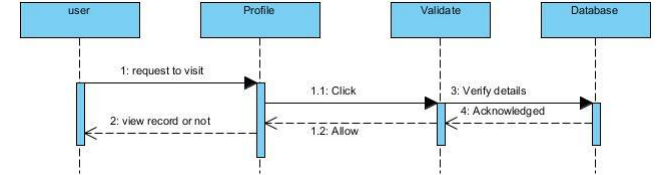 user
Profile
Validate
Database
1: request to visit
1.1: Click
3: Verify details
4: Acknowledged
2: view record or not
1.2: Allow